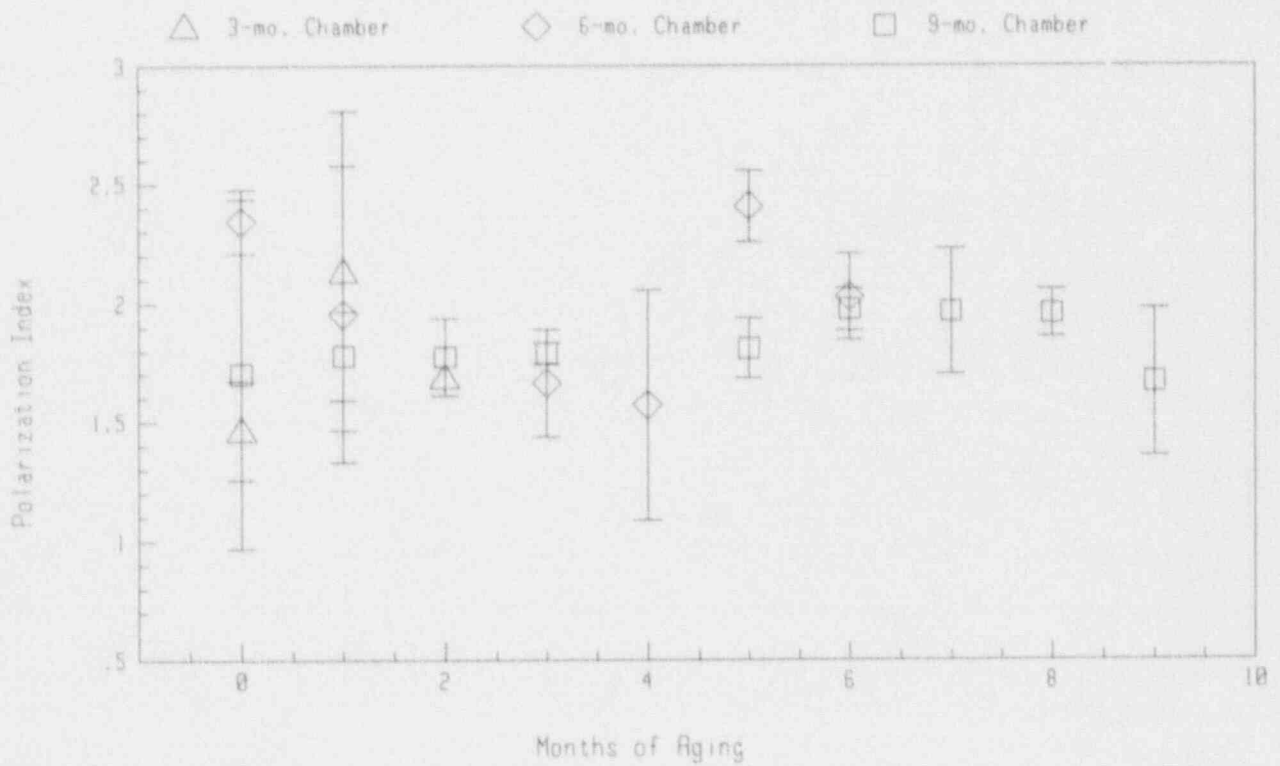 3-mo. Chamber 6-mo. Chamber 9-mo. Chamber
3
2.5
2
1.5
1
.5
Polarization Index
0 2 4 6 8 10
Months of Aging